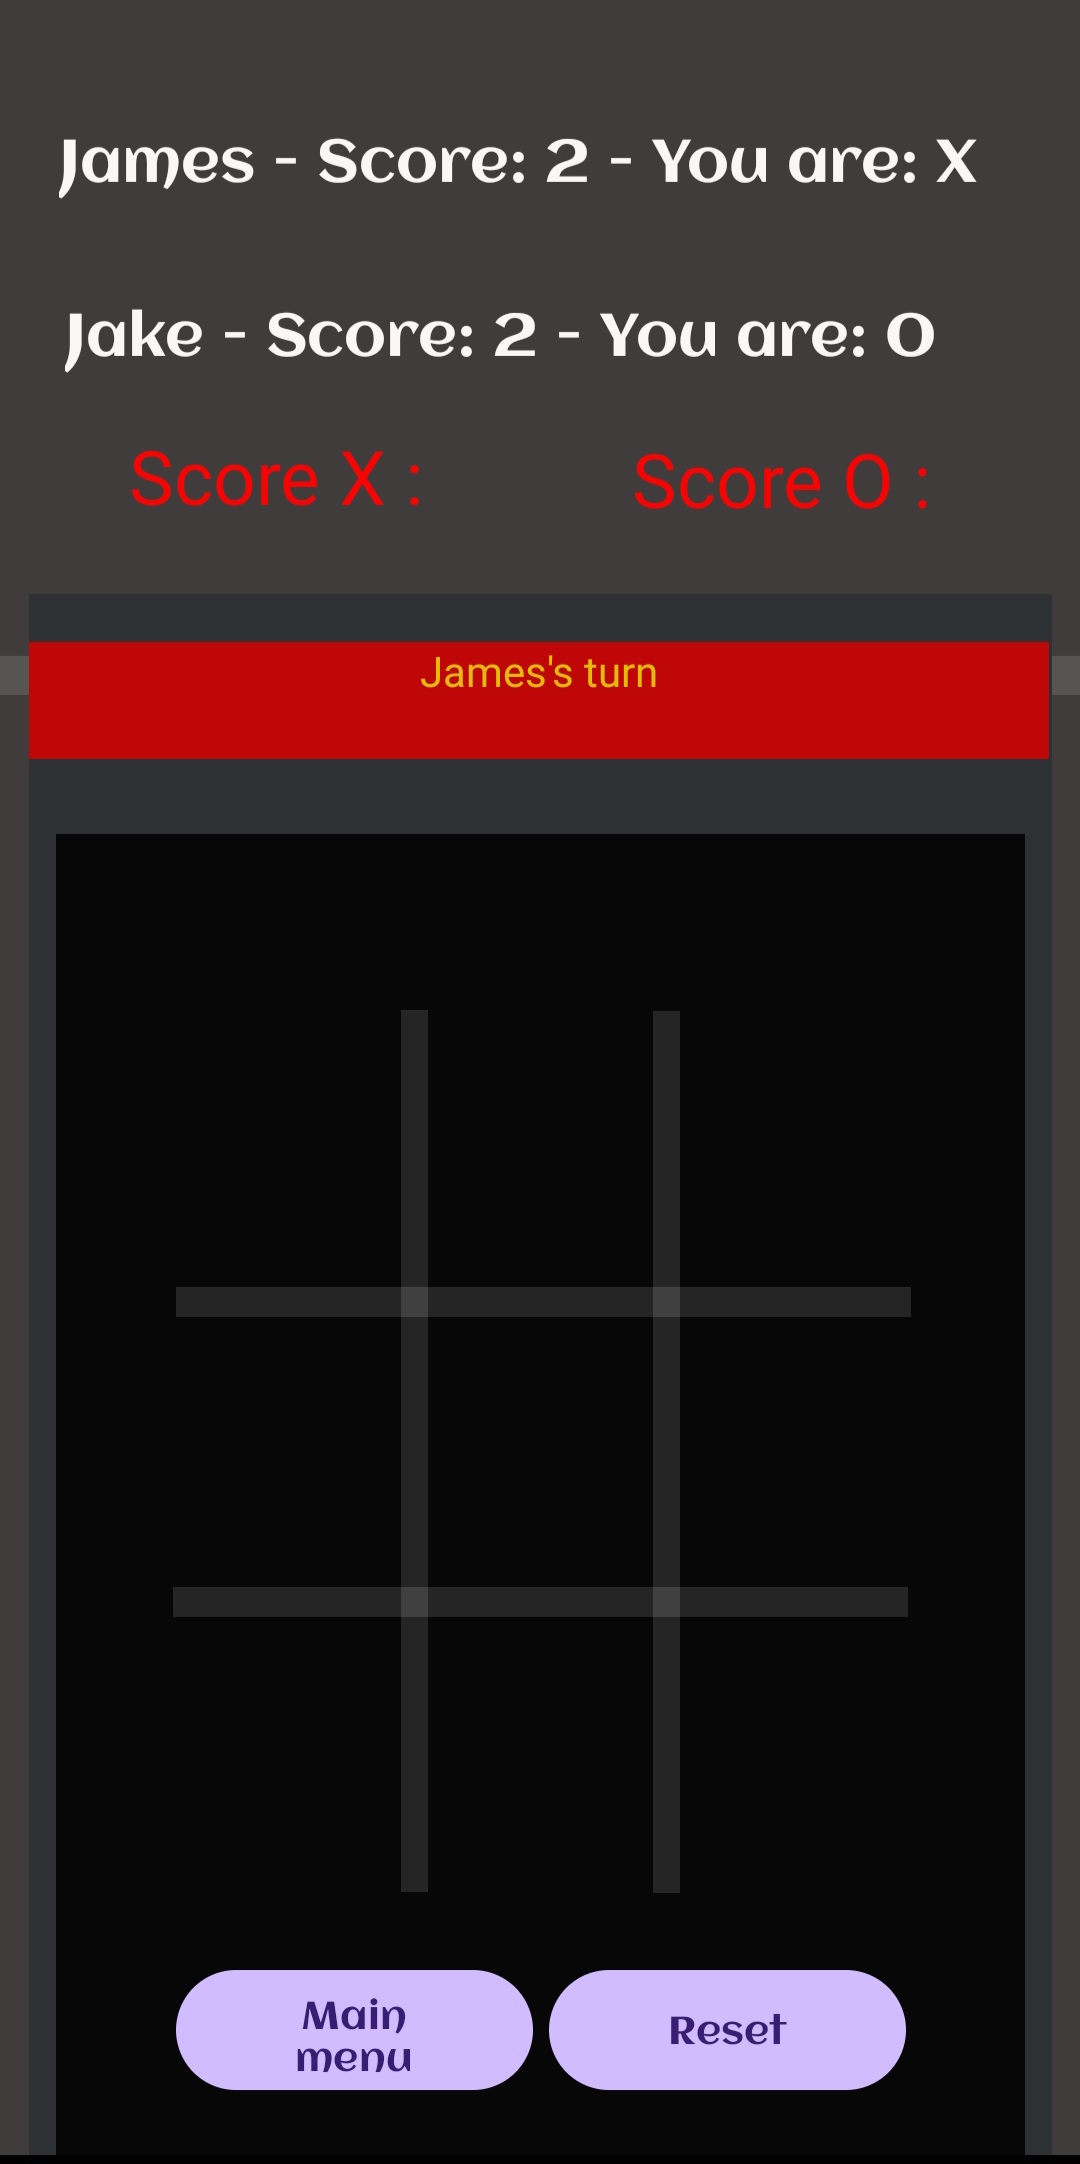 James - Score: 2 - You are: X
Jake - Score: 2 - You are: O
Score X :
Score O :
James's turn
Main
menu
Reset